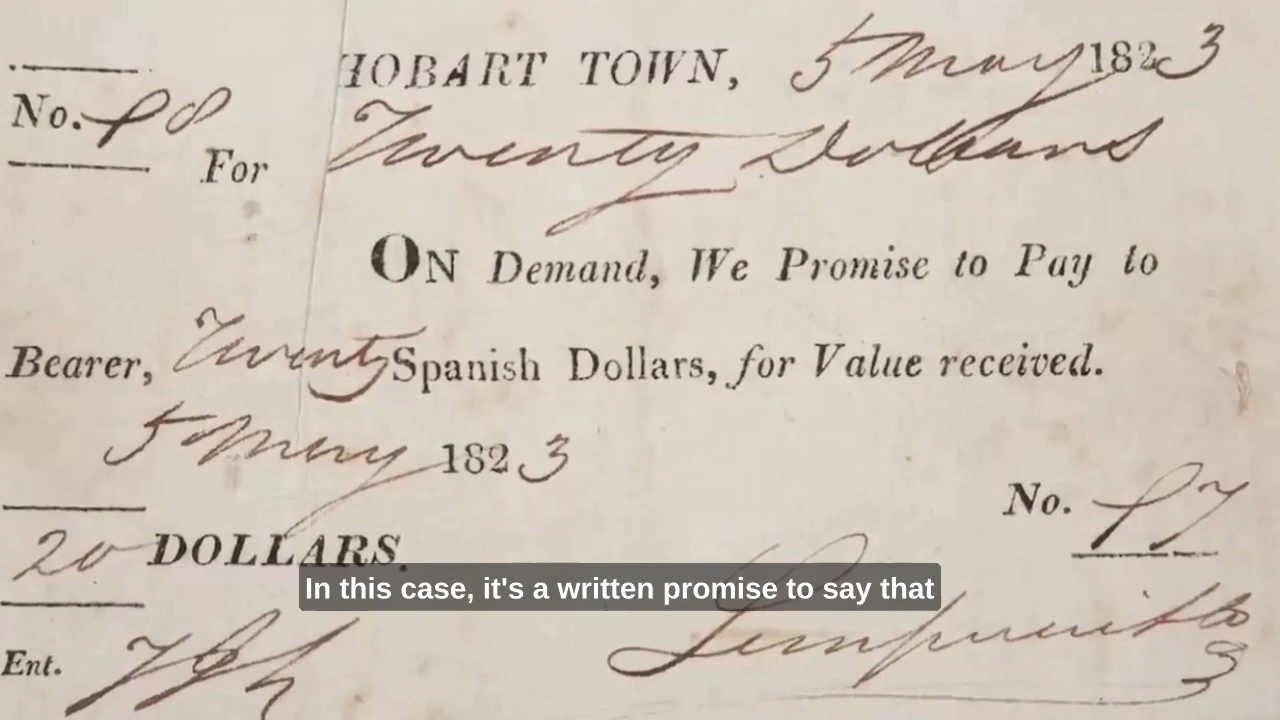 HOBART TOWN, 5 May 1823
No.
For Twenty Dollars
ON Demand, We Promise to Pay to
Bearer, Twenty Spanish Dollars, for Value received.
5 May 1823
No.
20 DOLLARS.
In this case, it's a written promise to say that
Ent.